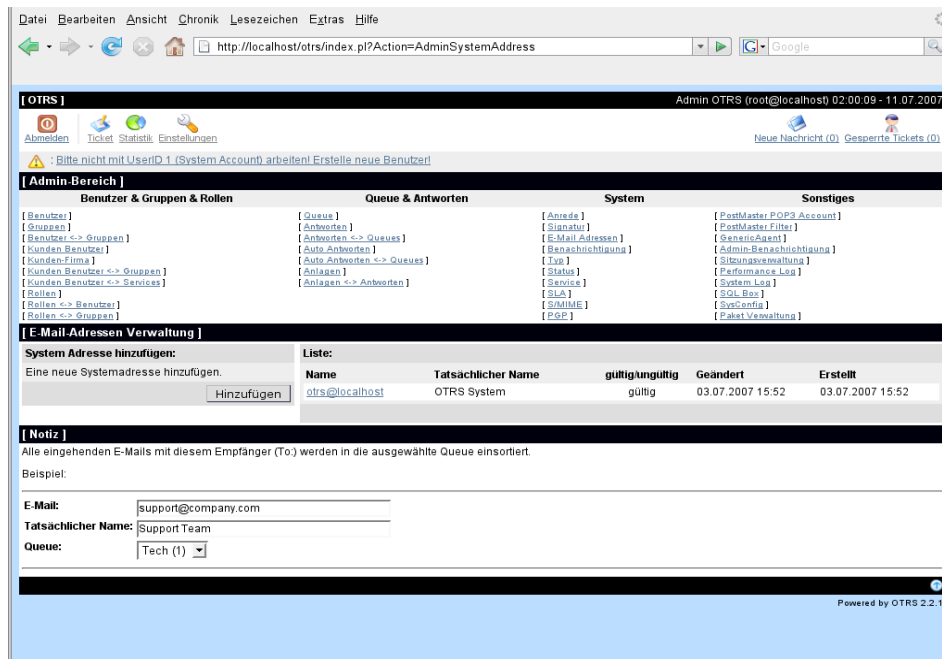 Datei Bearbeiten Ansicht Chronik Lesezeichen Extras Hilfe
http://localhost/otrs/index.pl?Action=AdminSystemAddress
G Google
[ OTRS ] Admin OTRS (root@localhost) 02:00:09 - 11.07.2007
Abmelden Ticket Statistik Einstellungen Neue Nachricht (0) Gesperrte Tickets (0)
: Bitte nicht mit UserID 1 (System Account) arbeiten! Erstelle neue Benutzer!
[ Admin-Bereich ]
Benutzer & Gruppen & Rollen Queue & Antworten System Sonstiges
[ Benutzer ] [ Queue ] [ Anrede ] [ PostMaster POP3 Account ]
[ Gruppen ] [ Antworten ] [ Signatur ] [ PostMaster Filter ]
[ Benutzer <-> Gruppen ] [ Antworten <-> Queues ] [ E-Mail Adressen ] [ GenericAgent ]
[ Kunden Benutzer ] [ Auto Antworten ] [ Benachrichtigung ] [ Admin-Benachrichtigung ]
[ Kunden-Firma ] [ Auto Antworten <-> Queues ] [ Typ ] [ Sitzungsverwaltung ]
[ Kunden Benutzer <-> Gruppen ] [ Anlagen ] [ Status ] [ Performance Log ]
[ Kunden Benutzer <-> Services ] [ Anlagen <-> Antworten ] [ Service ] [ System Log ]
[ Rollen ] [ SLA ] [ SQL Box ]
[ Rollen <-> Benutzer ] [ S/MIME ] [ SysConfig ]
[ Rollen <-> Gruppen ] [ PGP ] [ Paket Verwaltung ]
[ E-Mail-Adressen Verwaltung ]
System Adresse hinzufügen: Liste:
Eine neue Systemadresse hinzufügen. Name Tatsächlicher Name gültig/ungültig Geändert Erstellt
Hinzufügen otrs@localhost OTRS System gültig 03.07.2007 15:52 03.07.2007 15:52
[ Notiz ]
Alle eingehenden E-Mails mit diesem Empfänger (To:) werden in die ausgewählte Queue einsortiert.
Beispiel:
E-Mail: support@company.com
Tatsächlicher Name: Support Team
Queue: Tech (1)
Powered by OTRS 2.2.1